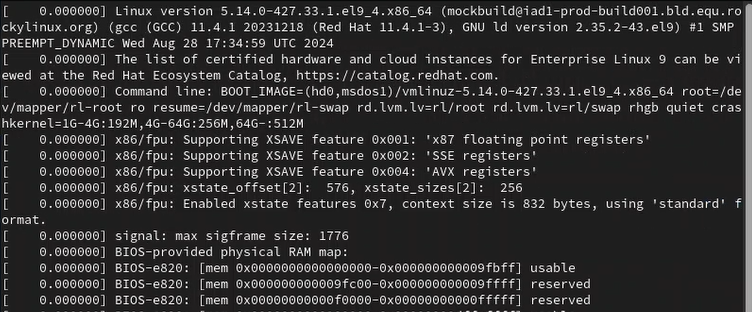 [    0.000000] Linux version 5.14.0-427.33.1.el9_4.x86_64 (mockbuild@iad1-prod-build001.bld.equ.ro
ckylinux.org) (gcc (GCC) 11.4.1 20231218 (Red Hat 11.4.1-3), GNU ld version 2.35.2-43.el9) #1 SMP
PREEMPT_DYNAMIC Wed Aug 28 17:34:59 UTC 2024
[    0.000000] The list of certified hardware and cloud instances for Enterprise Linux 9 can be vi
ewed at the Red Hat Ecosystem Catalog, https://catalog.redhat.com.
[    0.000000] Command line: BOOT_IMAGE=(hd0,msdos1)/vmlinuz-5.14.0-427.33.1.el9_4.x86_64 root=/de
v/mapper/rl-root ro resume=/dev/mapper/rl-swap rd.lvm.lv=rl/root rd.lvm.lv=rl/swap rhgb quiet cras
hkernel=1G-4G:192M,4G-64G:256M,64G-:512M
[    0.000000] x86/fpu: Supporting XSAVE feature 0x001: 'x87 floating point registers'
[    0.000000] x86/fpu: Supporting XSAVE feature 0x002: 'SSE registers'
[    0.000000] x86/fpu: Supporting XSAVE feature 0x004: 'AVX registers'
[    0.000000] x86/fpu: xstate_offset[2]:  576, xstate_sizes[2]:  256
[    0.000000] x86/fpu: Enabled xstate features 0x7, context size is 832 bytes, using 'standard' f
ormat.
[    0.000000] signal: max sigframe size: 1776
[    0.000000] BIOS-provided physical RAM map:
[    0.000000] BIOS-e820: [mem 0x0000000000000000-0x000000000009fbff] usable
[    0.000000] BIOS-e820: [mem 0x000000000009fc00-0x000000000009ffff] reserved
[    0.000000] BIOS-e820: [mem 0x00000000000f0000-0x00000000000fffff] reserved